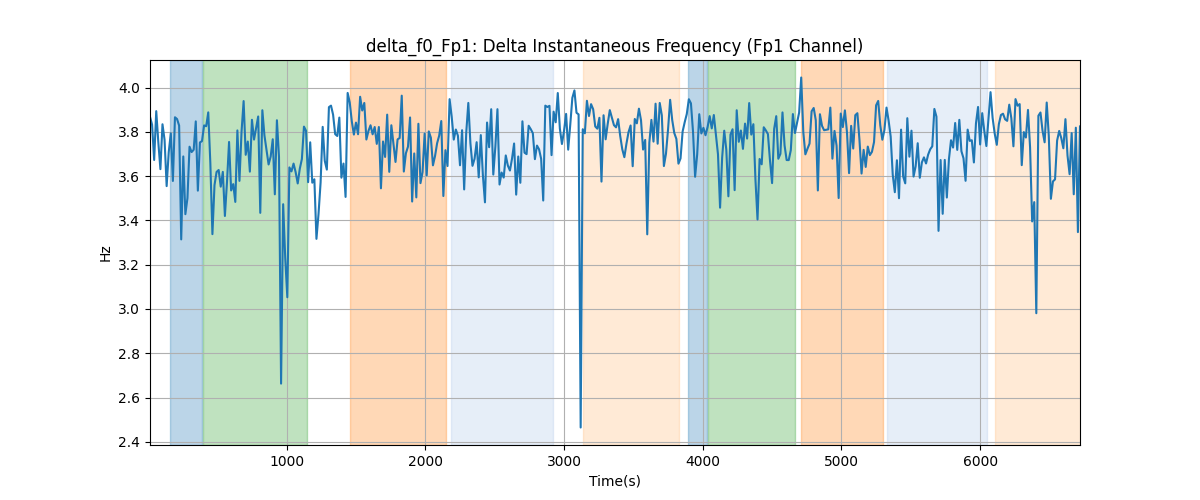 delta_f0_Fp1: Delta Instantaneous Frequency (Fp1 Channel)
Hz
4.0
3.8
3.6
3.4
3.2
3.0
2.8
2.6
2.4
1000 2000 3000 4000 5000 6000
Time(s)